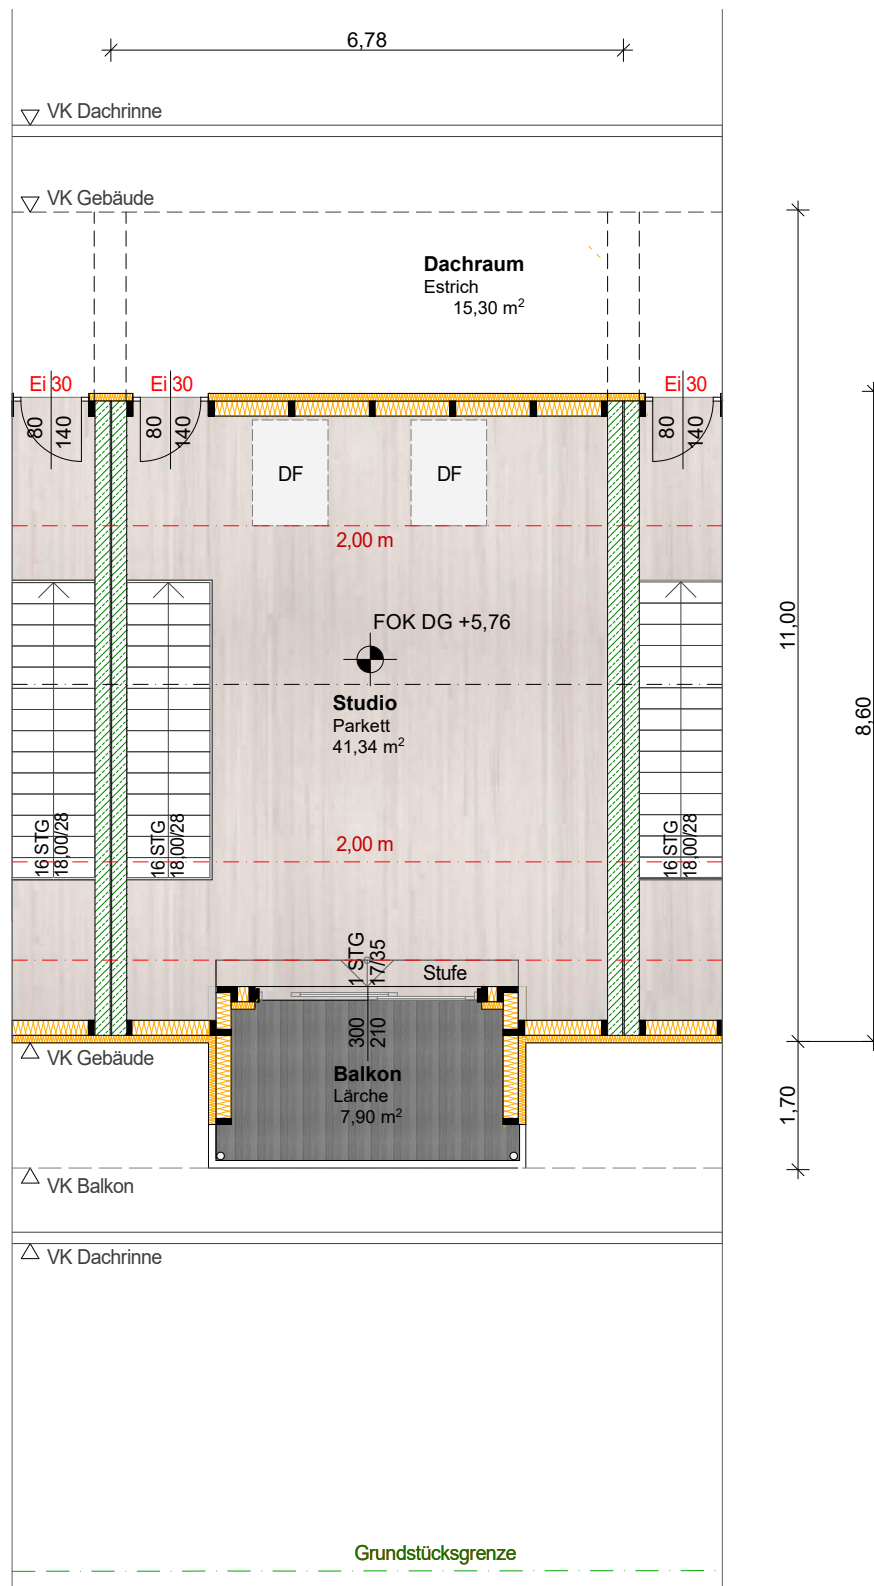 6,78
VK Dachrinne
VK Gebäude
Dachraum
Estrich
15,30 m²
Ei 30
Ei 30
Ei 30
80
140
80
140
80
140
DF
DF
2,00 m
FOK DG +5,76
11,00
8,60
Studio
Parkett
41,34 m²
16 STG
18,00/28
16 STG
18,00/28
16 STG
18,00/28
2,00 m
1 STG
17/35
Stufe
300
210
VK Gebäude
Balkon
Lärche
7,90 m²
1,70
VK Balkon
VK Dachrinne
Grundstücksgrenze